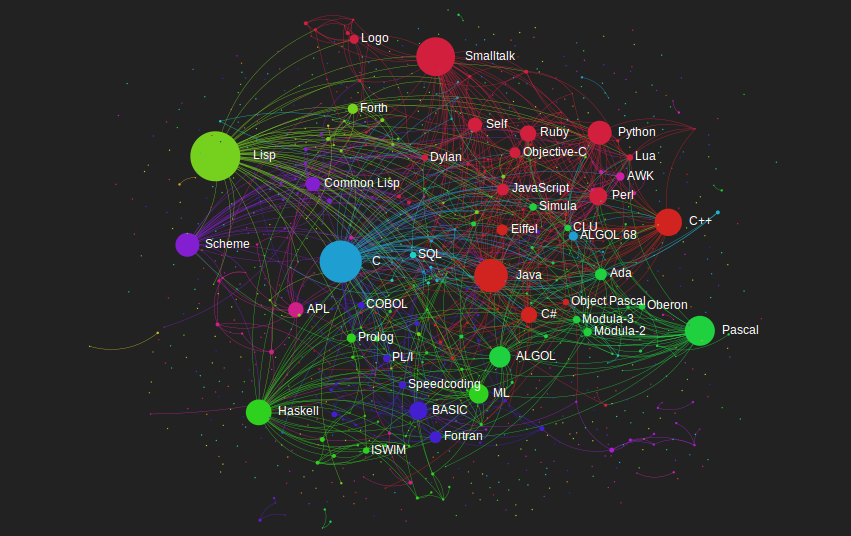 Logo
Smalltalk
Forth
Self
Ruby
Python
Lisp
Dylan
Objective-C
Lua
Common Lisp
JavaScript
AWK
Perl
Simula
Scheme
Eiffel
CLU
C++
ALGOL 68
C
SQL
Java
Ada
APL
COBOL
Object Pascal
Oberon
C#
Modula-3
Modula-2
Pascal
Prolog
PL/I
ALGOL
Speedcoding
ML
Haskell
BASIC
Fortran
ISWIM